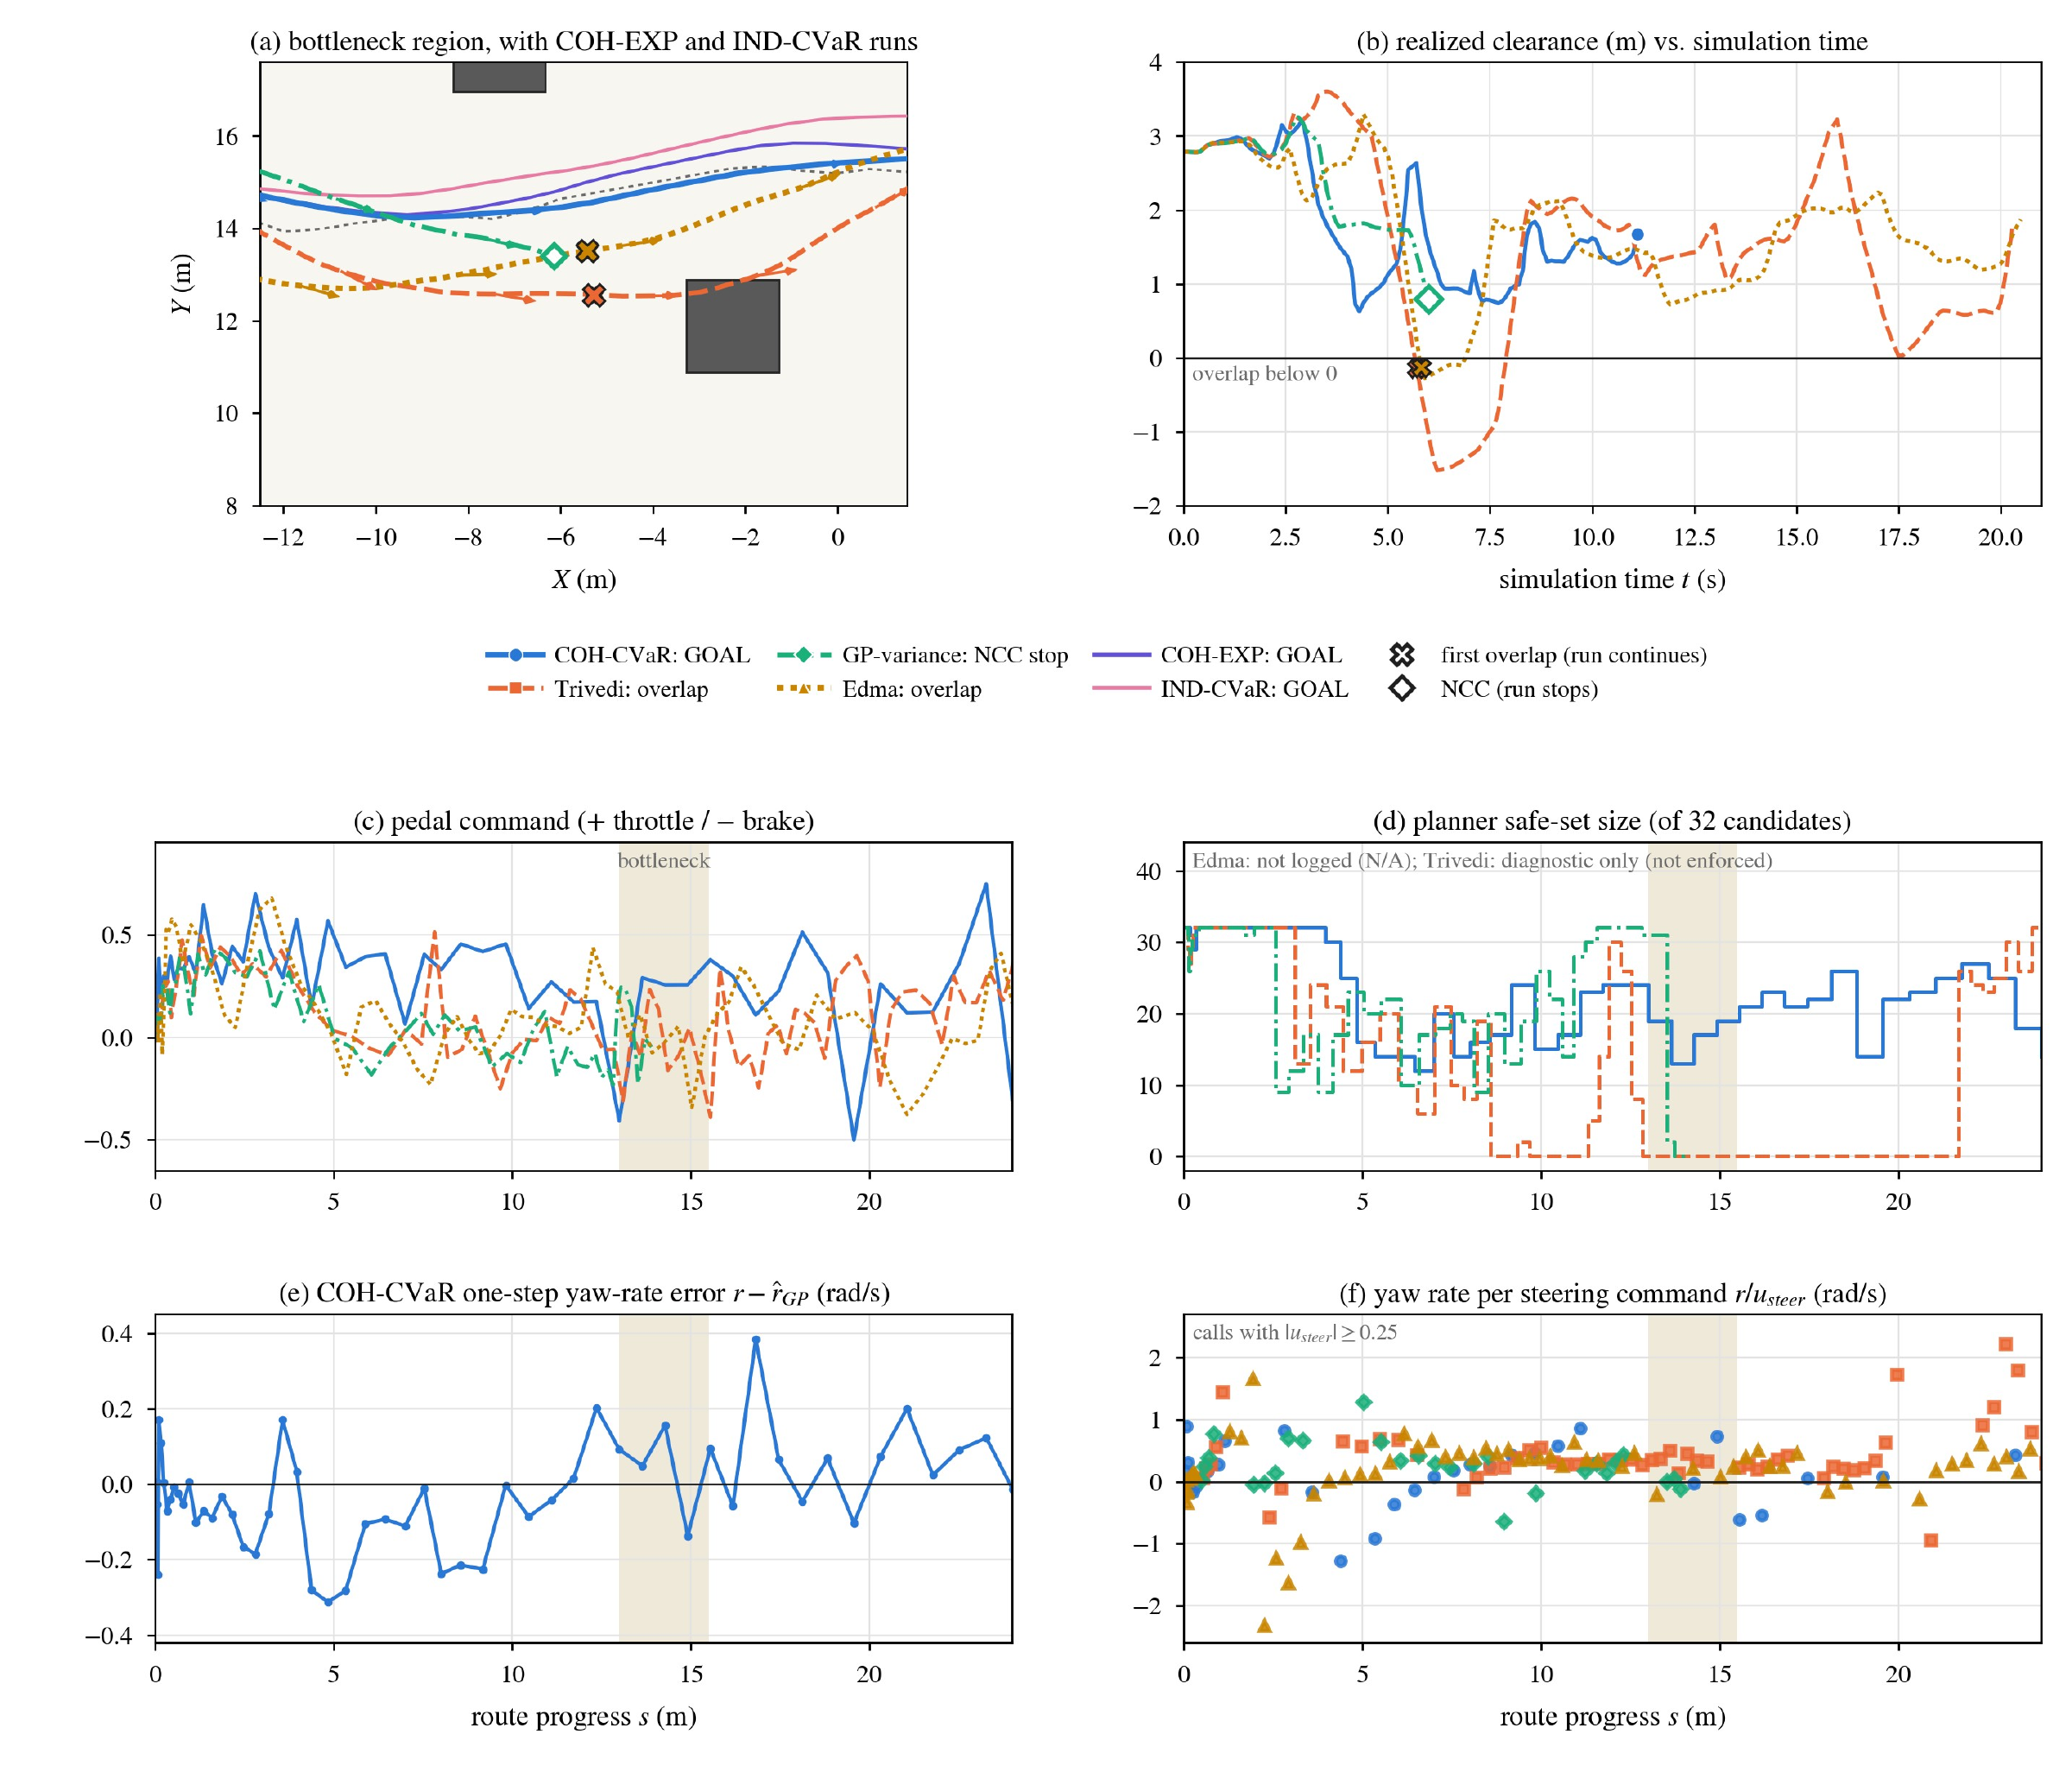 (a) bottleneck region, with COH-EXP and IND-CVaR runs
16
14
12
10
8
Y (m)
−12 −10 −8 −6 −4 −2 0
X (m)
(b) realized clearance (m) vs. simulation time
4
3
2
1
0
−1
−2
overlap below 0
0.0 2.5 5.0 7.5 10.0 12.5 15.0 17.5 20.0
simulation time t (s)
COH-CVaR: GOAL GP-variance: NCC stop COH-EXP: GOAL first overlap (run continues)
Trivedi: overlap Edma: overlap IND-CVaR: GOAL NCC (run stops)
(c) pedal command (+ throttle / − brake)
bottleneck
0.5
0.0
−0.5
0 5 10 15 20
(d) planner safe-set size (of 32 candidates)
Edma: not logged (N/A); Trivedi: diagnostic only (not enforced)
40
30
20
10
0
0 5 10 15 20
(e) COH-CVaR one-step yaw-rate error r − r̂GP (rad/s)
0.4
0.2
0.0
−0.2
−0.4
0 5 10 15 20
route progress s (m)
(f) yaw rate per steering command r/usteer (rad/s)
calls with |usteer| ≥ 0.25
2
1
0
−1
−2
0 5 10 15 20
route progress s (m)